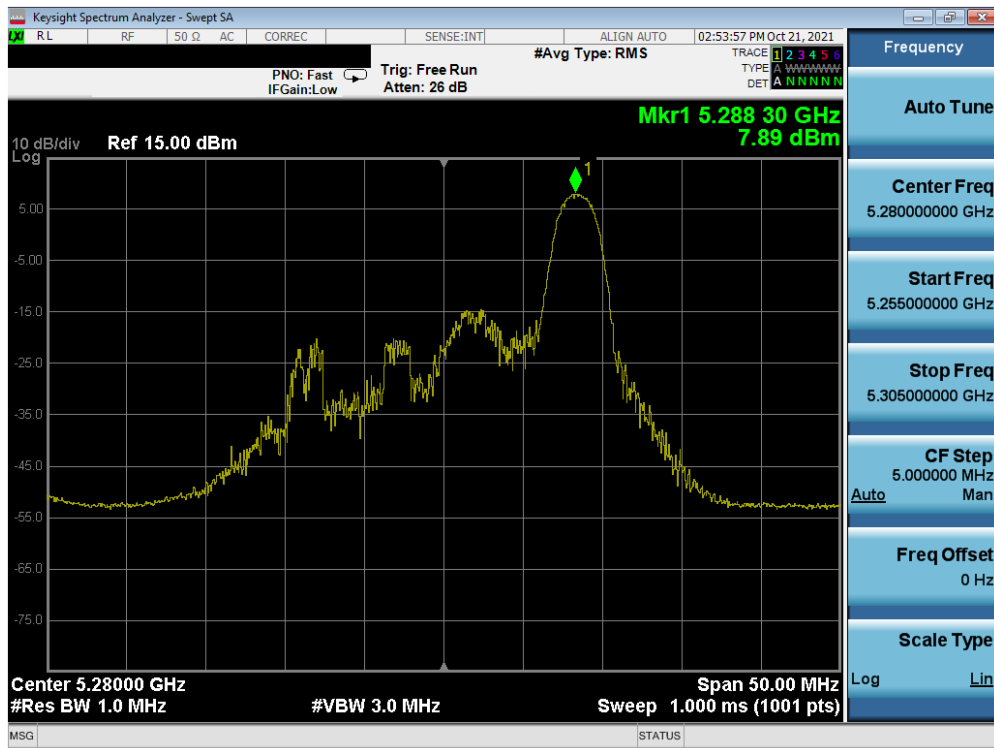 Keysight Spectrum Analyzer - Swept SA
LXI RL RF 50 Ω AC CORREC SENSE:INT ALIGN AUTO 02:53:57 PM Oct 21, 2021
PNO: Fast
IFGain:Low
Trig: Free Run
Atten: 26 dB
#Avg Type: RMS
TRACE 1 2 3 4 5 6
TYPE A WWWWW
DET A N N N N N
Mkr1 5.288 30 GHz
7.89 dBm
10 dB/div Ref 15.00 dBm
Log
1
5.00
-5.00
-15.0
-25.0
-35.0
-45.0
-55.0
-65.0
-75.0
Center 5.28000 GHz Span 50.00 MHz
#Res BW 1.0 MHz #VBW 3.0 MHz Sweep 1.000 ms (1001 pts)
MSG STATUS
Frequency
Auto Tune
Center Freq
5.280000000 GHz
Start Freq
5.255000000 GHz
Stop Freq
5.305000000 GHz
CF Step
5.000000 MHz
Auto Man
Freq Offset
0 Hz
Scale Type
Log Lin